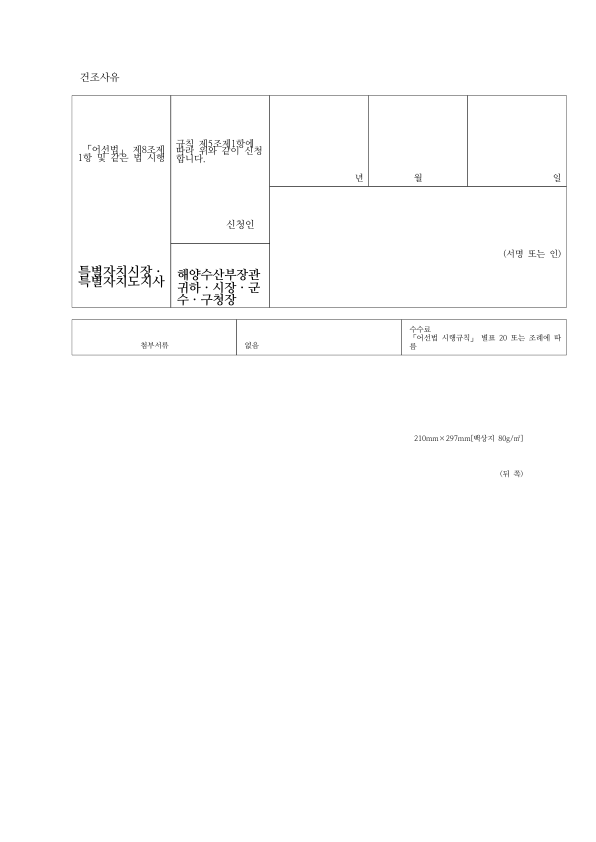 건조사유
「어선법」 제8조제
1항 및 같은 법 시행
규칙 제5조제1항에
따라 위와 같이 신청
합니다.
년
월
일
신청인
(서명 또는 인)
특별자치시장ㆍ
특별자치도지사
해양수산부장관
귀하ㆍ시장ㆍ군
수ㆍ구청장
첨부서류
없음
수수료
「어선법 시행규칙」 별표 20 또는 조례에 따
름
210mm×297mm[백상지 80g/㎡]
(뒤 쪽)